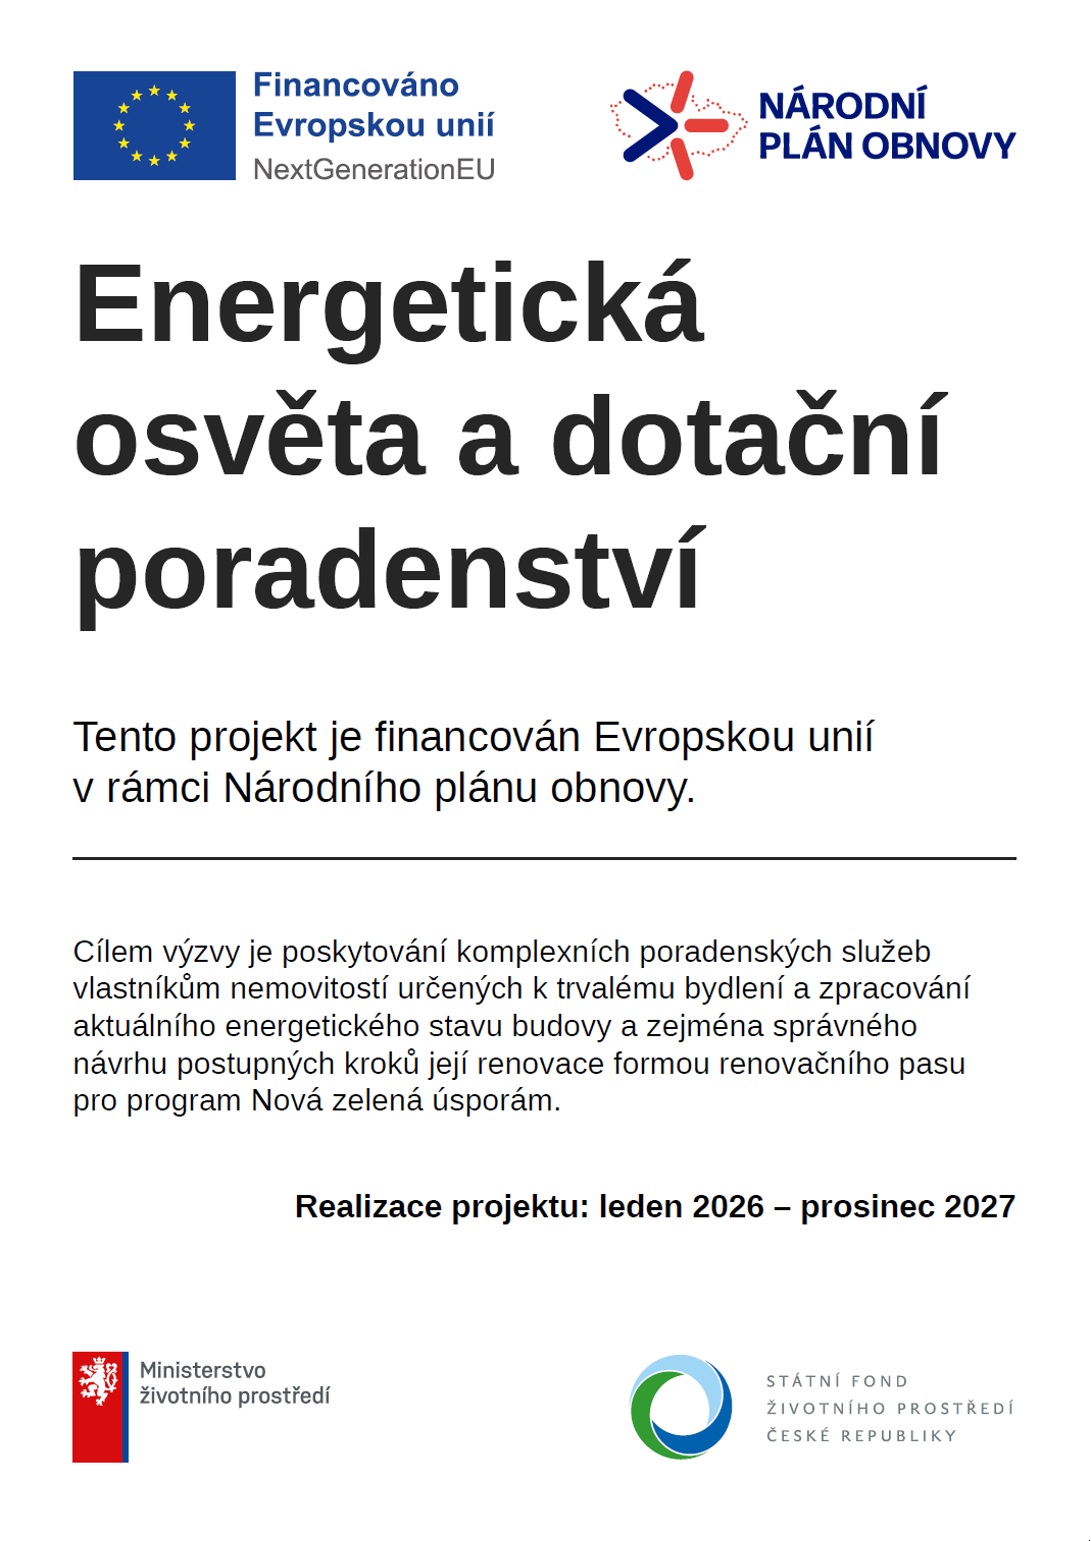 Financováno
Evropskou unií
NextGenerationEU
NÁRODNÍ
PLÁN OBNOVY
Energetická
osvěta a dotační
poradenství
Tento projekt je financován Evropskou unií
v rámci Národního plánu obnovy.
Cílem výzvy je poskytování komplexních poradenských služeb
vlastníkům nemovitostí určených k trvalému bydlení a zpracování
aktuálního energetického stavu budovy a zejména správného
návrhu postupných kroků její renovace formou renovačního pasu
pro program Nová zelená úsporám.
Realizace projektu: leden 2026 – prosinec 2027
Ministerstvo
životního prostředí
STÁTNÍ FOND
ŽIVOTNÍHO PROSTŘEDÍ
ČESKÉ REPUBLIKY